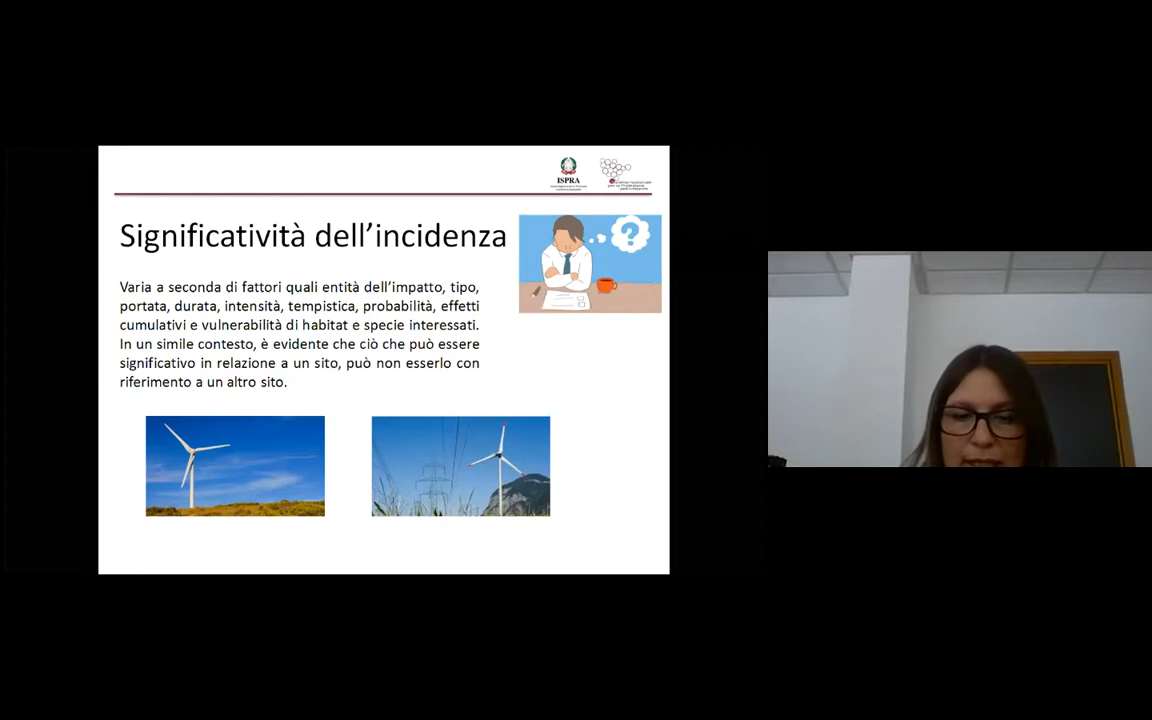 ISPRA
Significatività dell’incidenza
?
Varia a seconda di fattori quali entità dell’impatto, tipo,
portata, durata, intensità, tempistica, probabilità, effetti
cumulativi e vulnerabilità di habitat e specie interessati.
In un simile contesto, è evidente che ciò che può essere
significativo in relazione a un sito, può non esserlo con
riferimento a un altro sito.